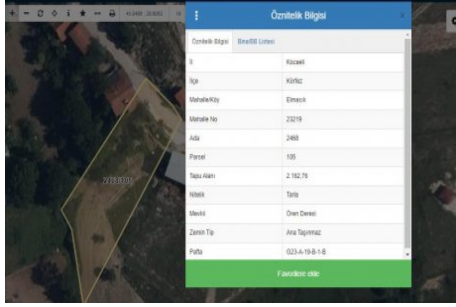 Öznitelik Bilgisi
Öznitelik Bilgisi Bina/BB Listesi
İl Kocaeli
İlçe Körfez
Mahalle/Köy Elmacık
Mahalle No 23219
Ada 2468
Parsel 105
Tapu Alanı 2.162,76
Nitelik Tarla
Mevkii Ören Deresi
Zemin Tip Ana Taşınmaz
Pafta G23-A-19-B-1-B
Favorilere ekle